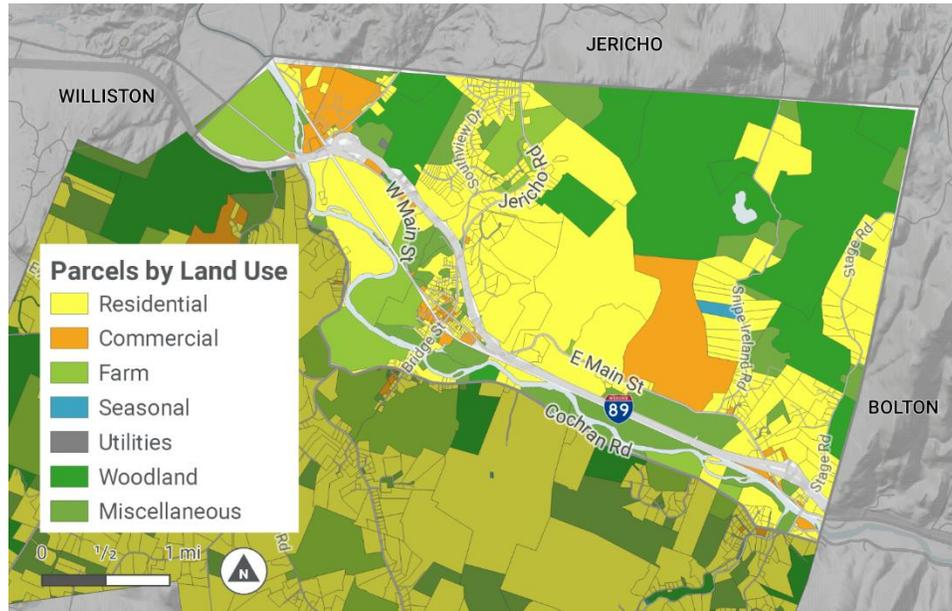 JERICHO
WILLISTON
Southview Dr
Jericho Rd
W Main St
Stage Rd
Snipe Ireland Rd
Parcels by Land Use
Residential
Commercial
Farm
Seasonal
Utilities
Woodland
Miscellaneous
Bridge St
E Main St
89
BOLTON
Cochran Rd
Stage Rd
0 1/2 1 mi
N
Rd